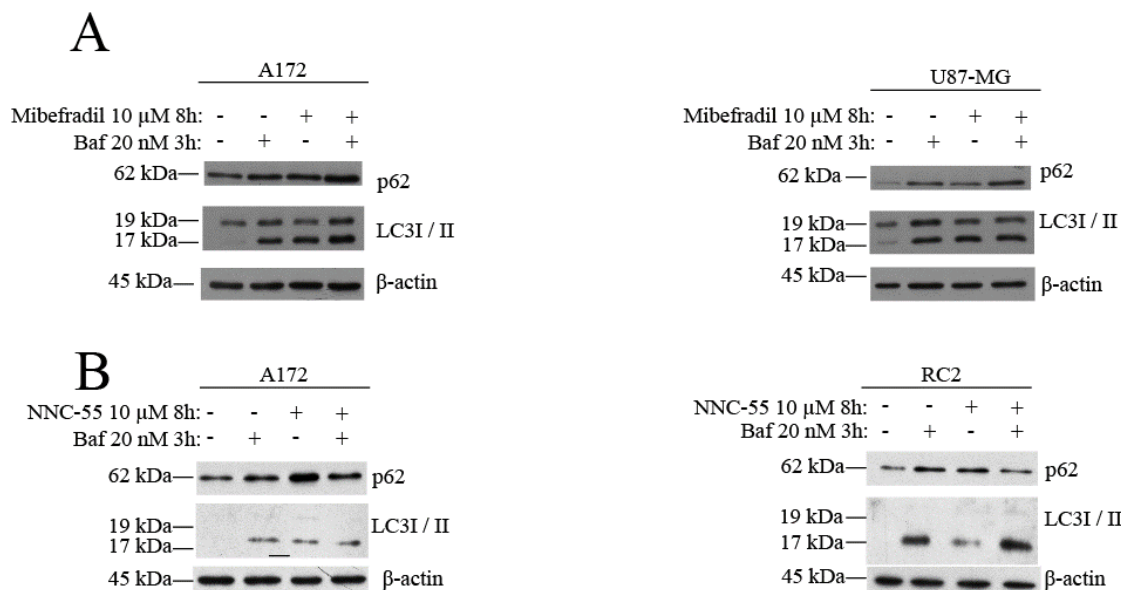 A
A172
Mibefradil 10 μM 8h: - - + +
Baf 20 nM 3h: - + - +
62 kDa
p62
19 kDa
17 kDa
LC3I / II
45 kDa
β-actin
U87-MG
Mibefradil 10 μM 8h: - - + +
Baf 20 nM 3h: - + - +
62 kDa
p62
19 kDa
17 kDa
LC3I / II
45 kDa
β-actin
B
A172
NNC-55 10 μM 8h: - - + +
Baf 20 nM 3h: - + - +
62 kDa
p62
19 kDa
17 kDa
LC3I / II
45 kDa
β-actin
RC2
NNC-55 10 μM 8h: - - + +
Baf 20 nM 3h: - + - +
62 kDa
p62
19 kDa
17 kDa
LC3I / II
45 kDa
β-actin